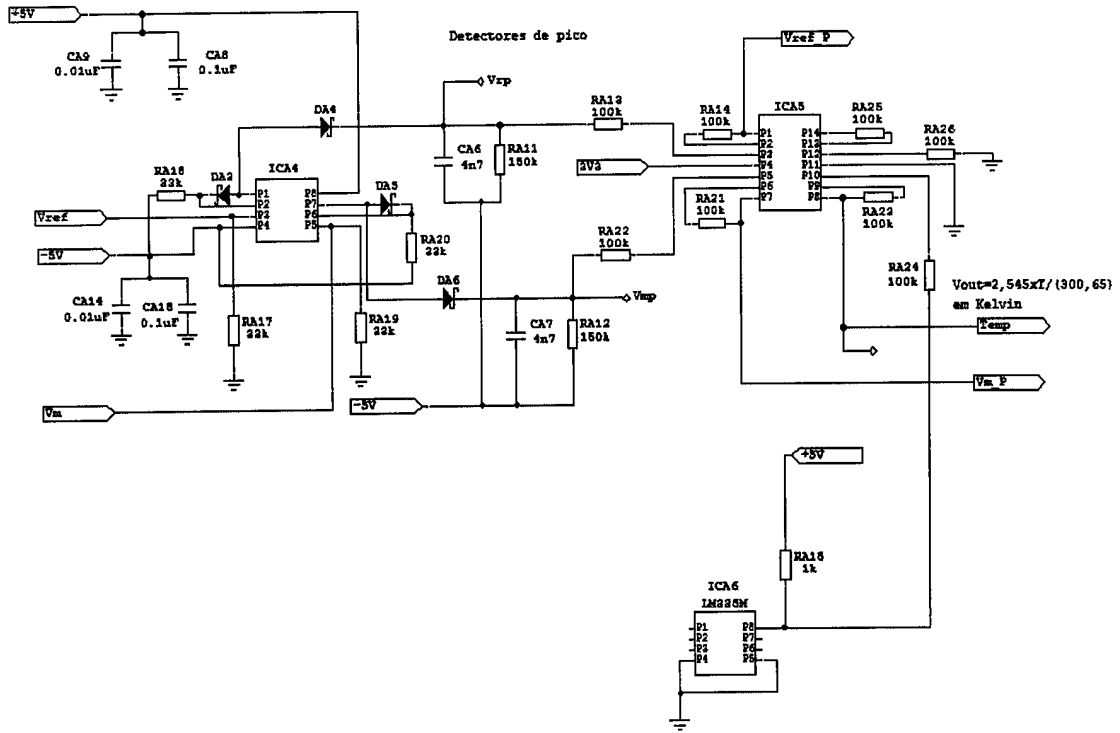 +5V
Detectores de pico
Vref_P
CA9
0.01uF
CA8
0.1uF
Vrp
DA4
RA13
100k
RA14
100k
ICA5
RA25
100k
RA26
100k
P1
P2
P3
P4
P5
P6
P7
P14
P13
P12
P11
P10
P9
P8
CA6
4n7
RA11
150k
3V3
ICA4
DA3
RA16
22k
P1
P2
P3
P4
P8
P7
P6
P5
DA5
Vref
-5V
RA20
22k
RA21
100k
RA22
100k
RA23
100k
RA24
100k
Vout=2,545xT/(300,65)
em Kelvin
DA6
Vmp
CA14
0.01uF
CA15
0.1uF
RA17
22k
RA19
22k
CA7
4n7
RA12
150k
Temp
Vm_P
-5V
Vm
+5V
RA15
1k
ICA6
P1
P2
P3
P4
P8
P7
P6
P5